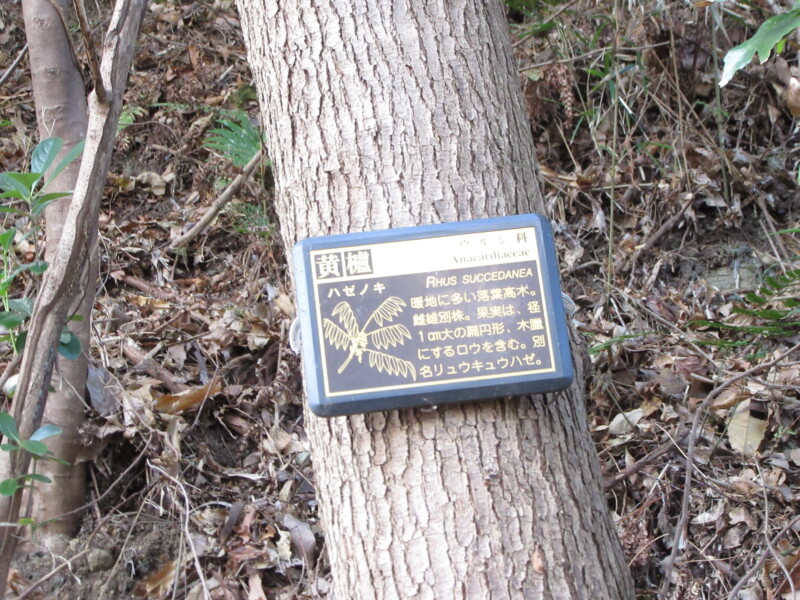 ウルシ科
黄櫨 Anacardiaceae
RHUS SUCCEDANEA
ハゼノキ
暖地に多い落葉高木。
雌雄別株。果実は、径
1cm大の扁円形、木臘
にするロウを含む。別
名リュウキュウハゼ。